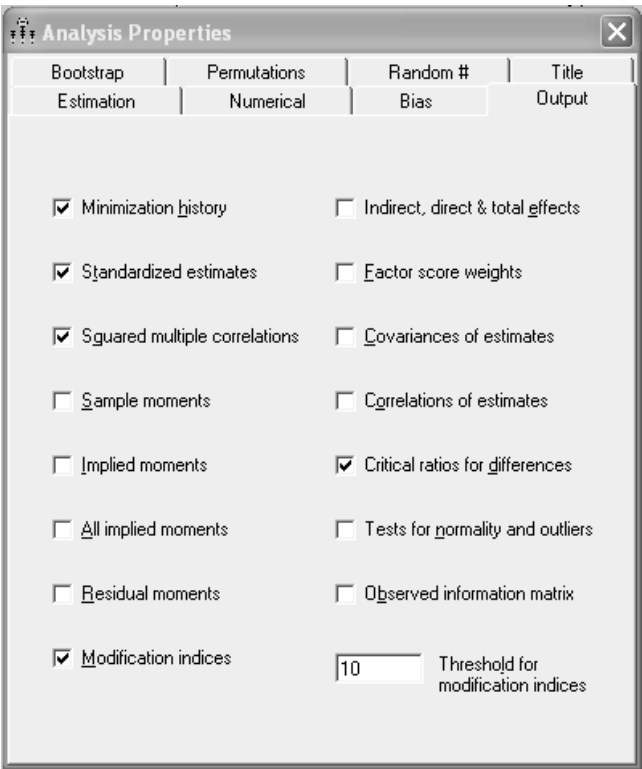 Analysis Properties
Bootstrap Permutations Random # Title
Estimation Numerical Bias Output
Minimization history
Standardized estimates
Squared multiple correlations
Sample moments
Implied moments
All implied moments
Residual moments
Modification indices
Indirect, direct & total effects
Factor score weights
Covariances of estimates
Correlations of estimates
Critical ratios for differences
Tests for normality and outliers
Observed information matrix
10
Threshold for
modification indices